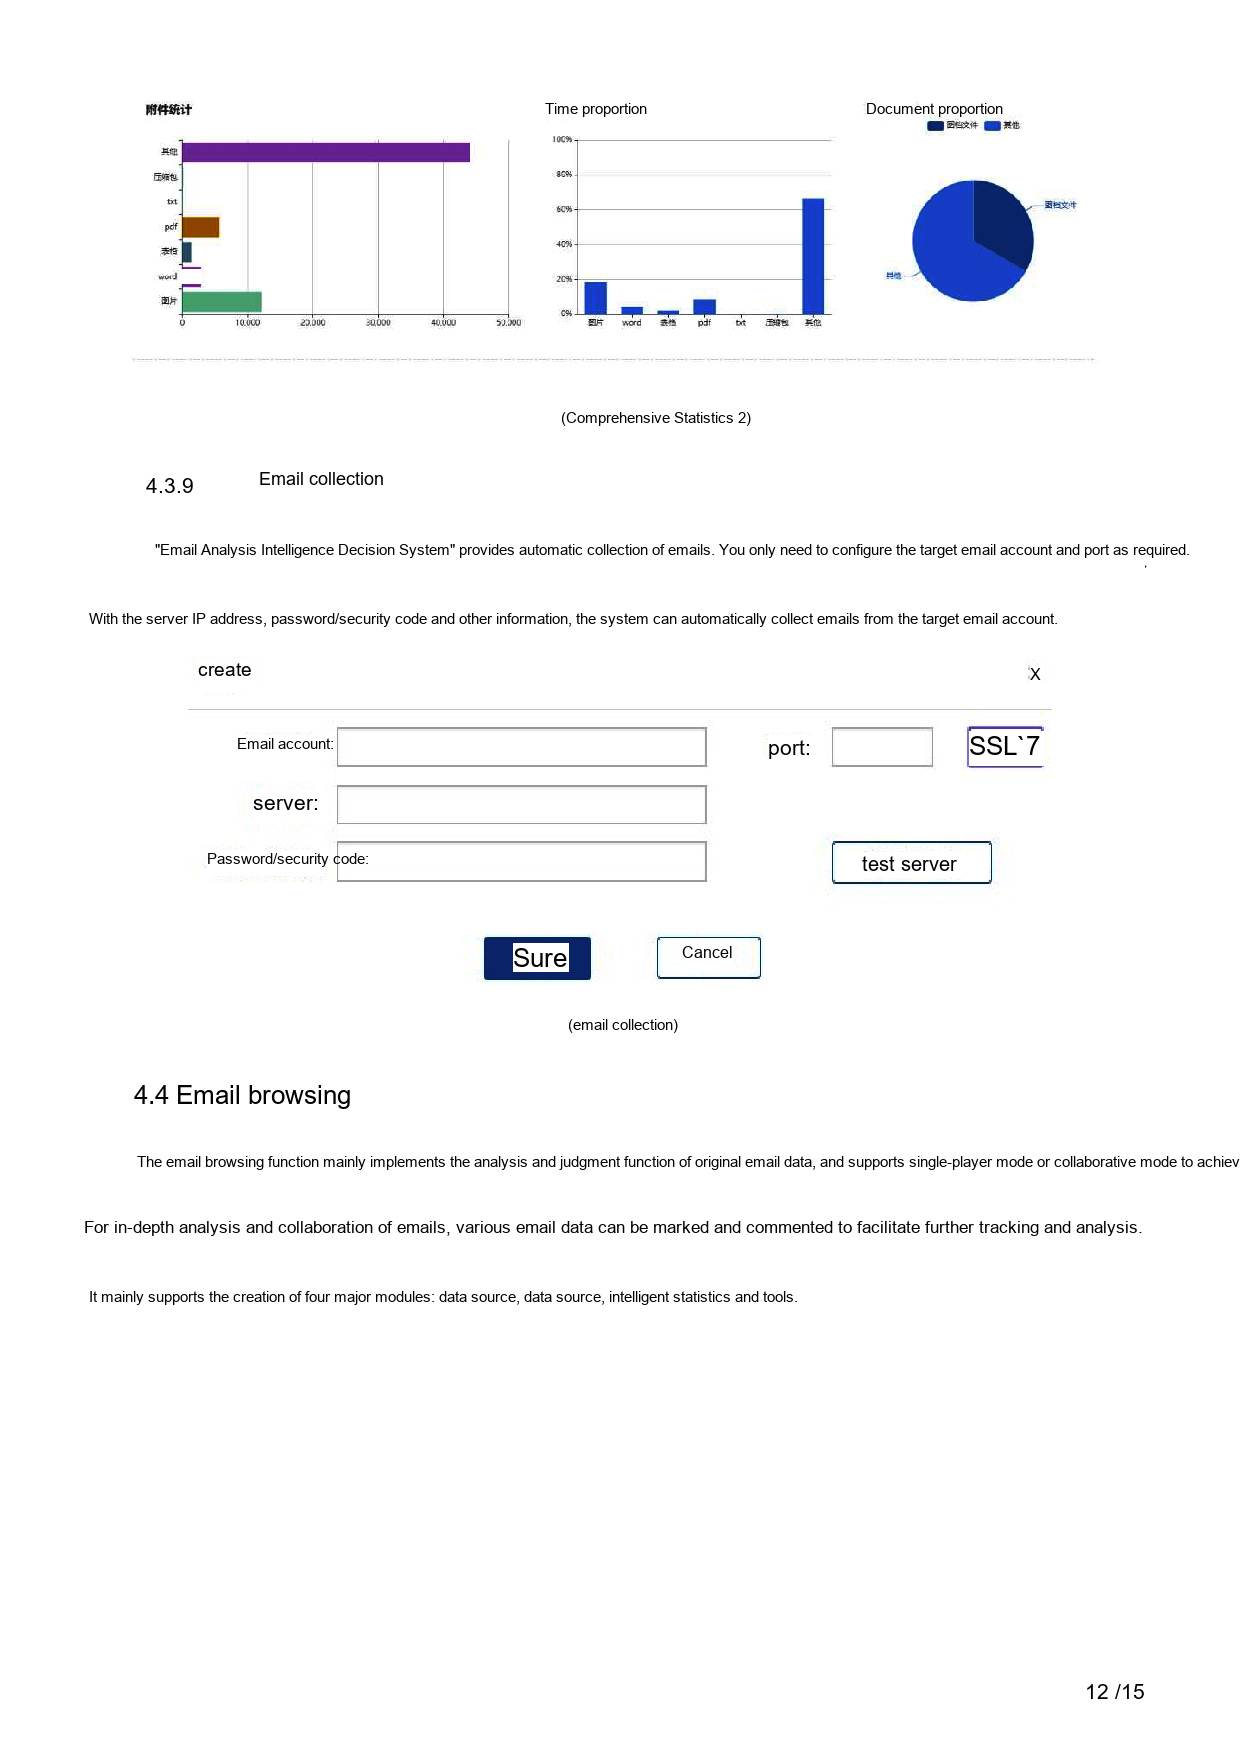 附件统计
Time proportion
Document proportion
图档文件 其他
其他
压缩包
txt
pdf
表档
word
图片
0 10,000 20,000 30,000 40,000 50,000
100%
80%
60%
40%
20%
0%
图片 word 表档 pdf txt 压缩包 其他
图档文件
其他
(Comprehensive Statistics 2)
4.3.9 Email collection
"Email Analysis Intelligence Decision System" provides automatic collection of emails. You only need to configure the target email account and port as required.
,
With the server IP address, password/security code and other information, the system can automatically collect emails from the target email account.
create X
Email account: port: SSL`7
server:
Password/security code: test server
Sure Cancel
(email collection)
4.4 Email browsing
The email browsing function mainly implements the analysis and judgment function of original email data, and supports single-player mode or collaborative mode to achiev
For in-depth analysis and collaboration of emails, various email data can be marked and commented to facilitate further tracking and analysis.
It mainly supports the creation of four major modules: data source, data source, intelligent statistics and tools.
12 /15